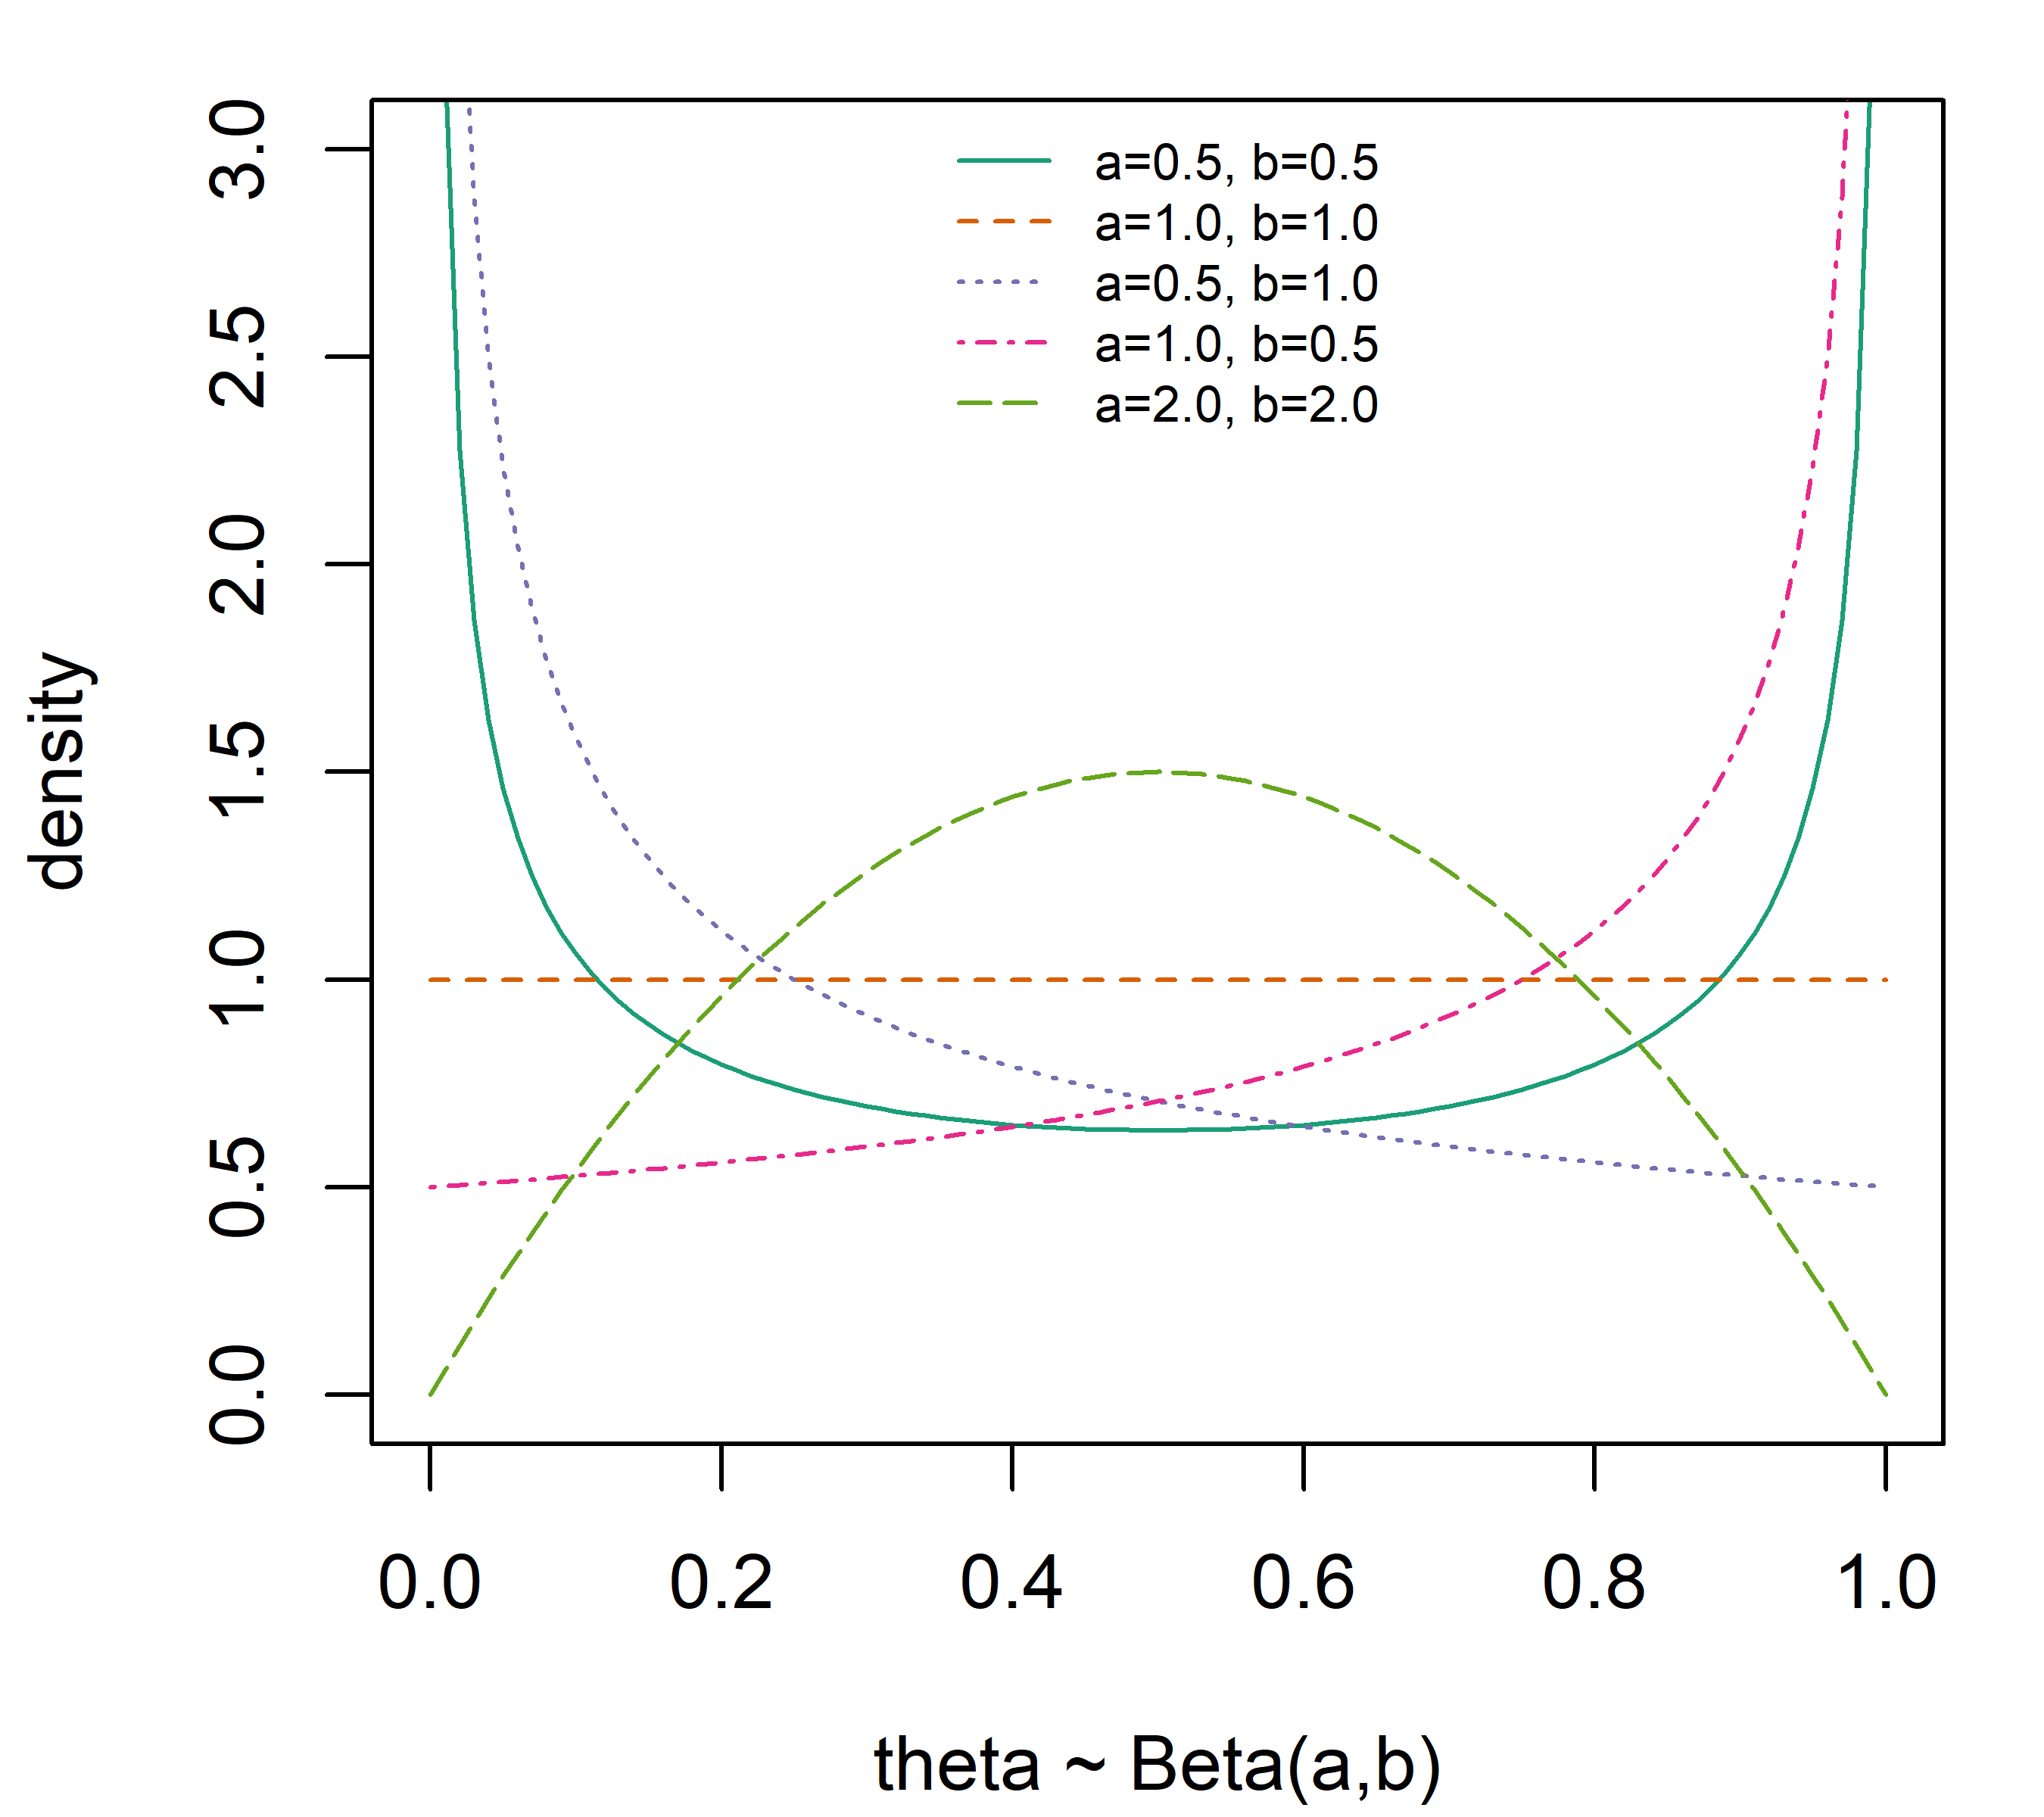 a=0.5, b=0.5
a=1.0, b=1.0
a=0.5, b=1.0
a=1.0, b=0.5
a=2.0, b=2.0
density
3.0
2.5
2.0
1.5
1.0
0.5
0.0
0.0 0.2 0.4 0.6 0.8 1.0
theta ~ Beta(a,b)